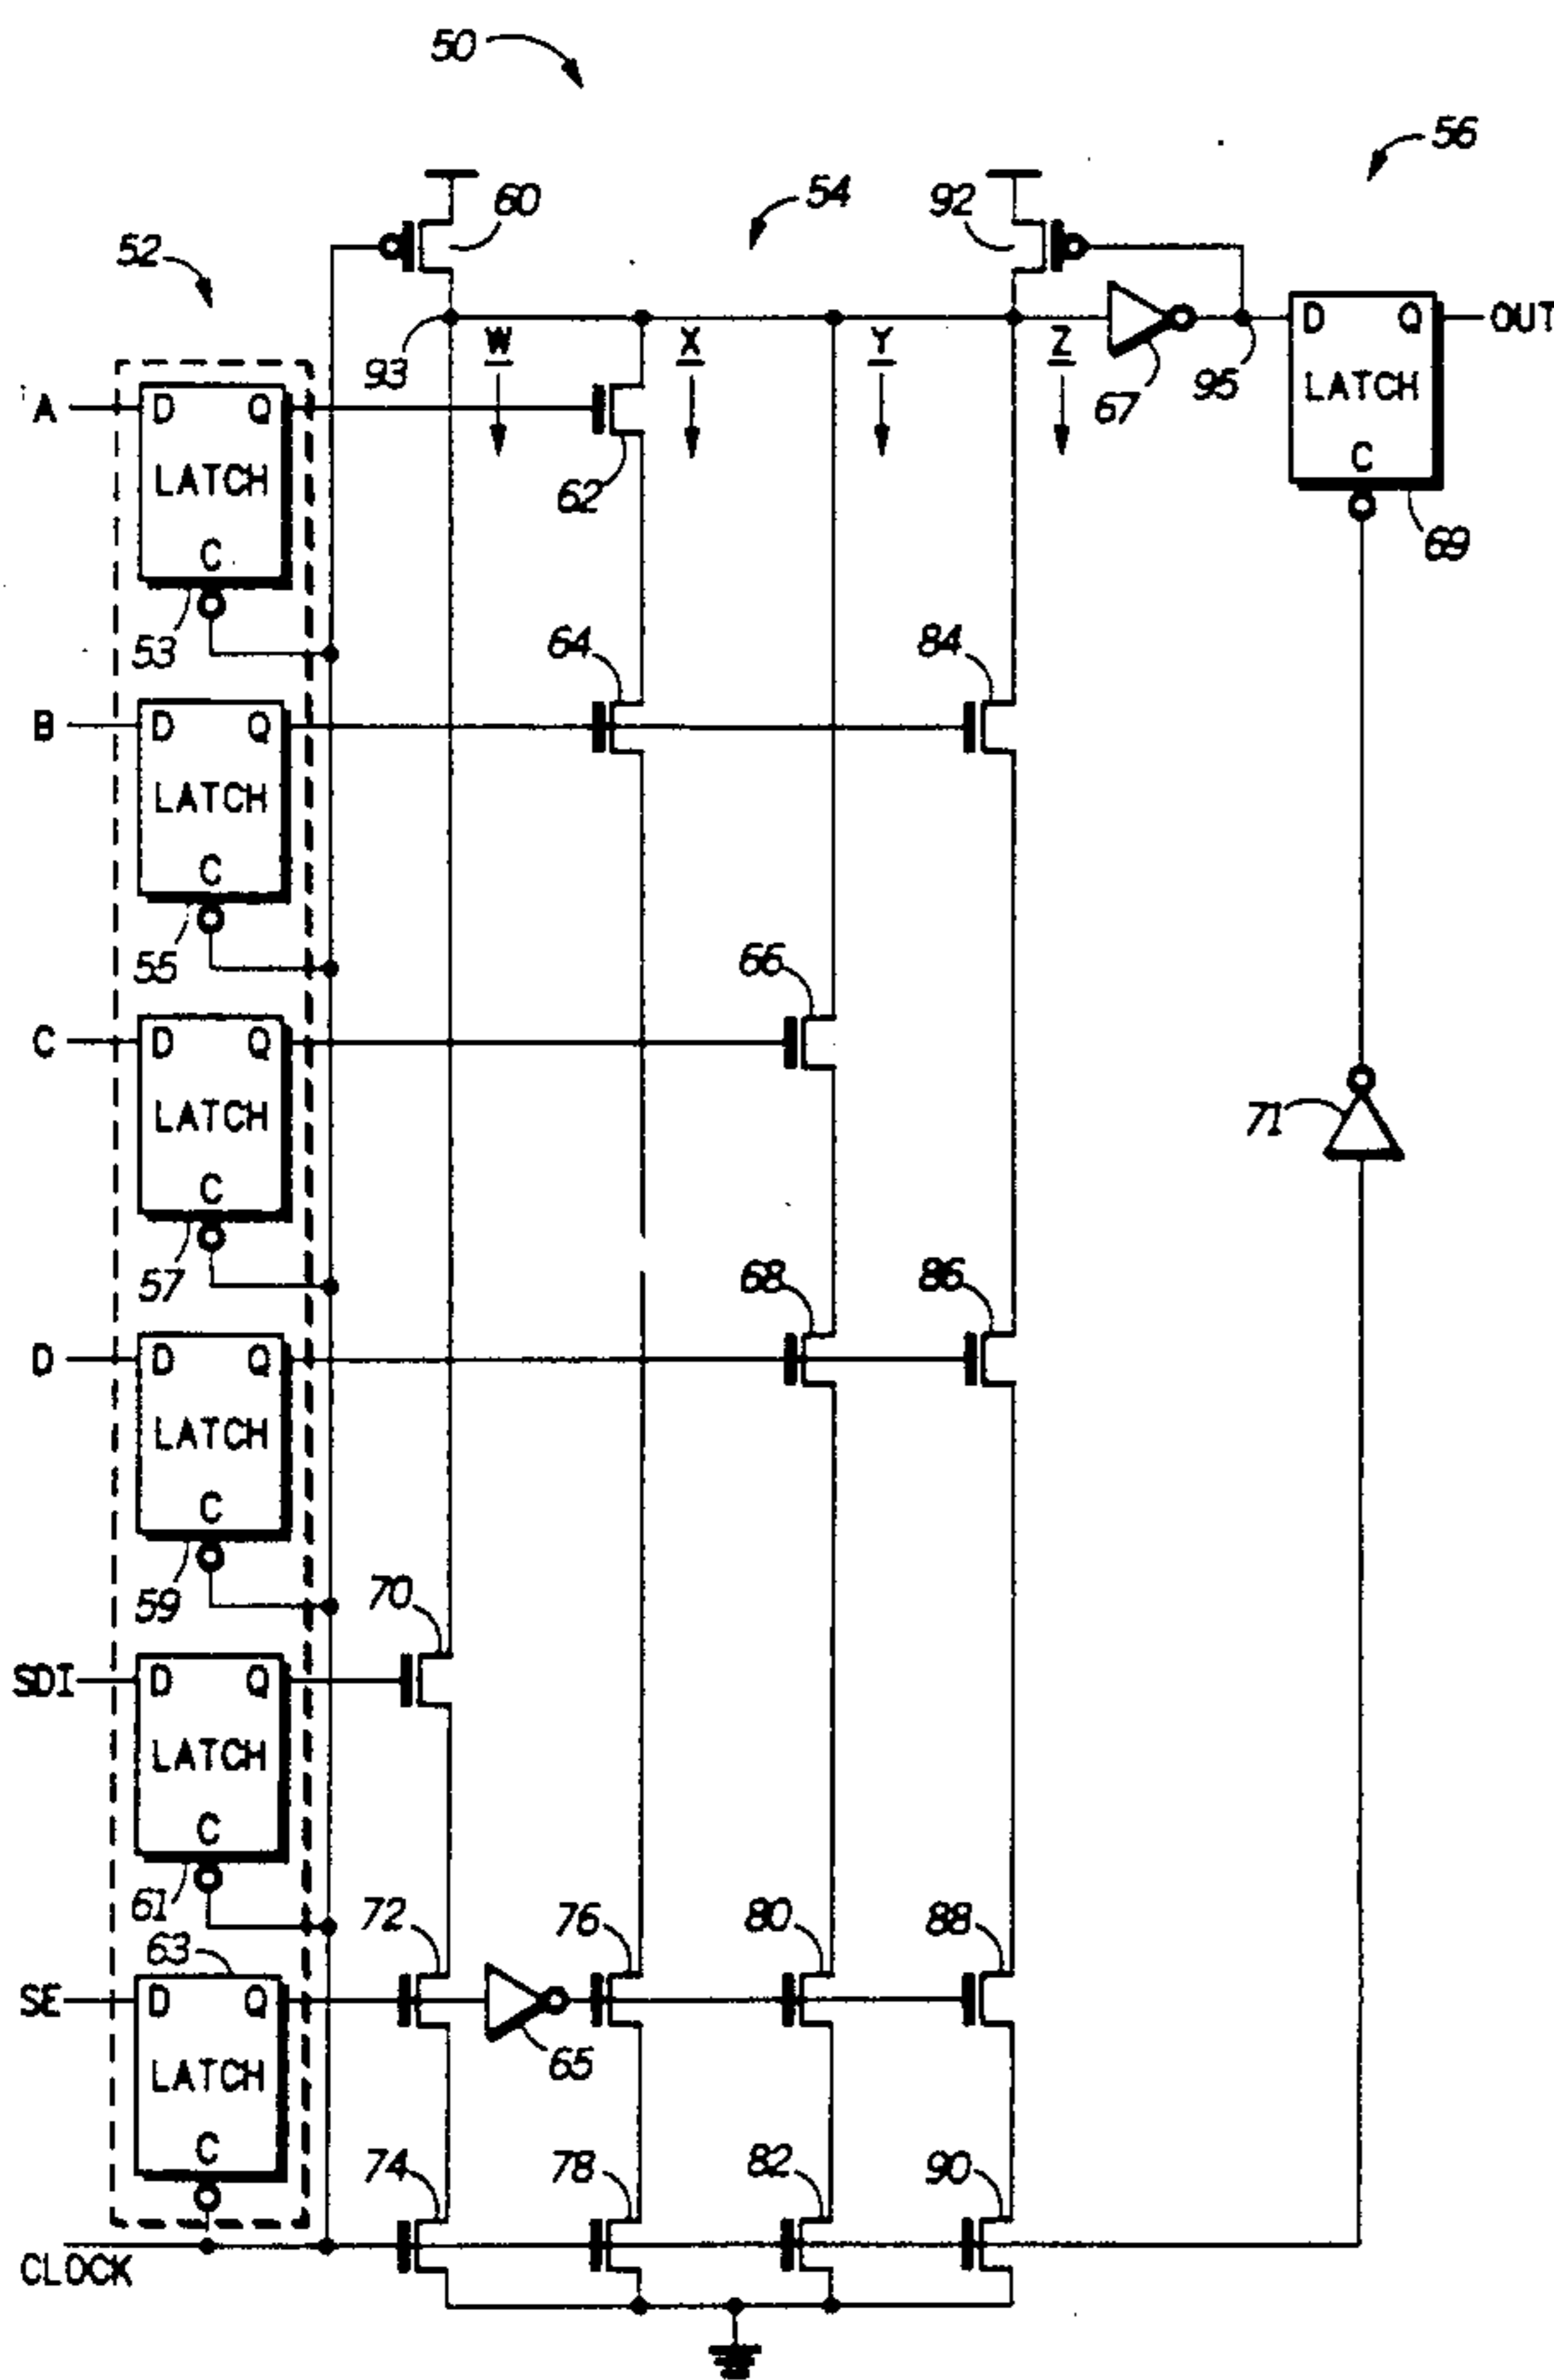 50
56
60
54
92
52
D Q OUT
W X Y Z
93
67
95
LATCH
A D Q
C
LATCH
62
69
C
53
64
84
B D Q
LATCH
C
55
66
C D Q
LATCH
71
C
57
68
86
D D Q
LATCH
C
59
70
SDI D Q
LATCH
C
61
72
76
80
88
63
SE D Q
65
LATCH
C
74
78
82
90
CLOCK